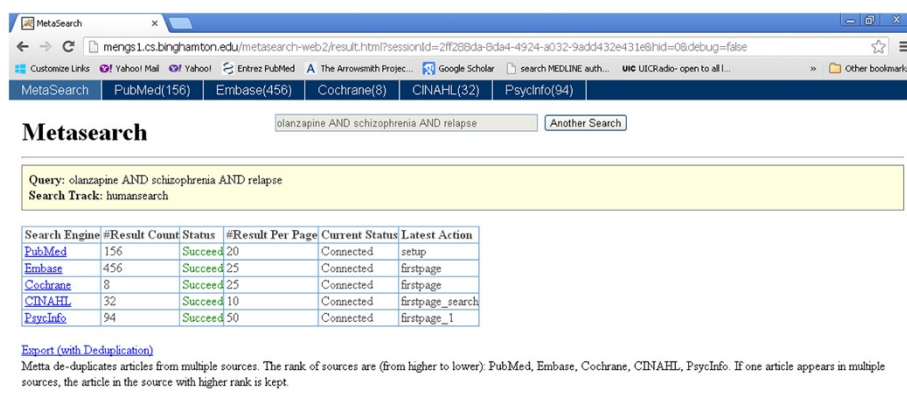 MetaSearch
mengs1.cs.binghamton.edu/metasearch-web2/result.html?sessionId=2ff288da-8da4-4924-a032-9add432e431e&hid=0&debug=false
Customize Links Yahoo! Mail Yahoo! Entrez PubMed The Arrowsmith Projec... Google Scholar search MEDLINE auth... UIC UICRadio- open to all l... » Other bookmark
MetaSearch PubMed(156) Embase(456) Cochrane(8) CINAHL(32) PsycInfo(94)
Metasearch olanzapine AND schizophrenia AND relapse Another Search
Query: olanzapine AND schizophrenia AND relapse
Search Track: humansearch
Search Engine #Result Count Status #Result Per Page Current Status Latest Action
PubMed 156 Succeed 20 Connected setup
Embase 456 Succeed 25 Connected firstpage
Cochrane 8 Succeed 25 Connected firstpage
CINAHL 32 Succeed 10 Connected firstpage_search
PsycInfo 94 Succeed 50 Connected firstpage_1
Export (with Deduplication)
Metta de-duplicates articles from multiple sources. The rank of sources are (from higher to lower): PubMed, Embase, Cochrane, CINAHL, PsycInfo. If one article appears in multiple
sources, the article in the source with higher rank is kept.